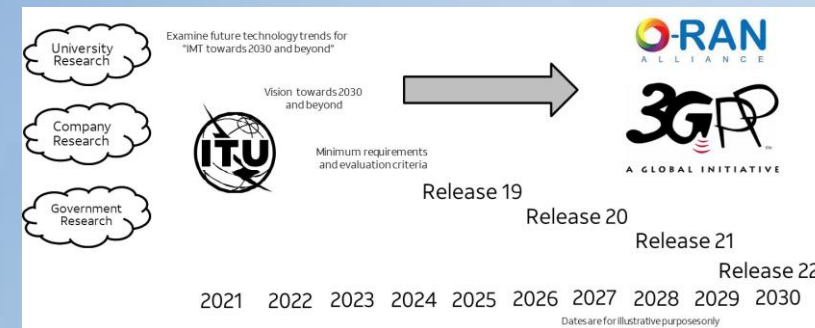 University
Research
Examine future technology trends for
"IMT towards 2030 and beyond"
O-RAN
ALLIANCE
Vision towards 2030
and beyond
Company
Research
ITU
3GPP
Minimum requirements
and evaluation criteria
A GLOBAL INITIATIVE
Release 19
Government
Research
Release 20
Release 21
Release 22
2021 2022 2023 2024 2025 2026 2027 2028 2029 2030
Dates are for illustrative purposes only